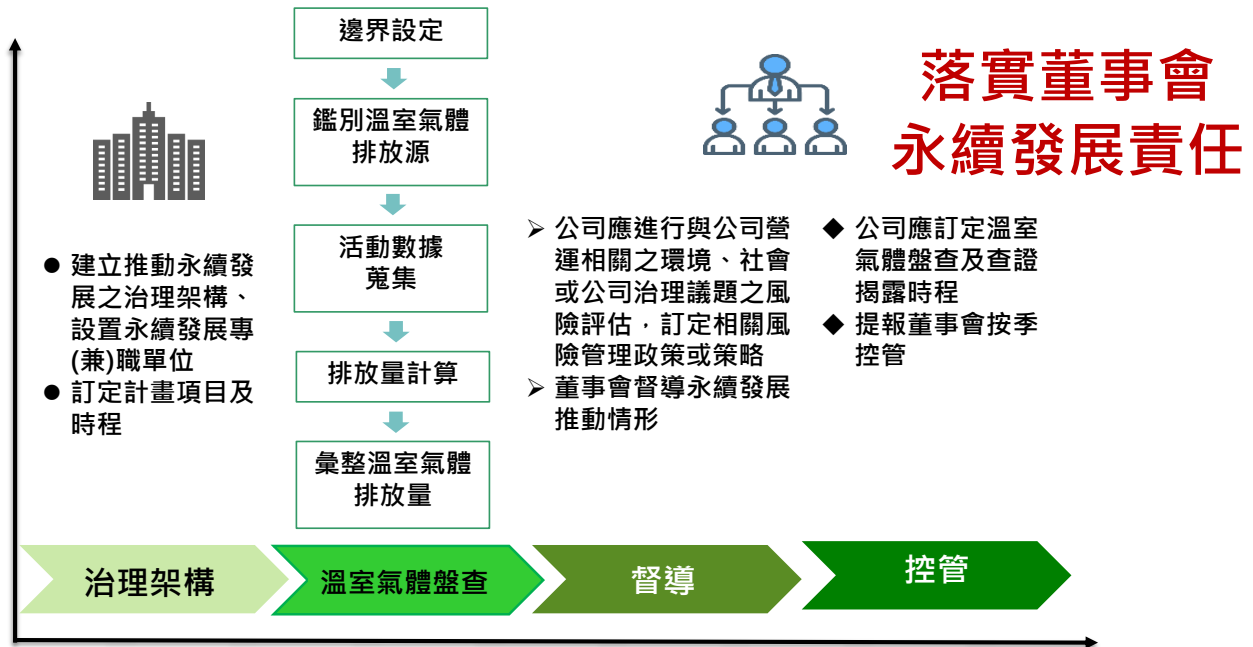 落實董事會
永續發展責任
● 建立推動永續發
展之治理架構、
設置永續發展專
(兼)職單位
● 訂定計畫項目及
時程
邊界設定
鑑別溫室氣體
排放源
活動數據
蒐集
排放量計算
彙整溫室氣體
排放量
➢ 公司應進行與公司營
運相關之環境、社會
或公司治理議題之風
險評估，訂定相關風
險管理政策或策略
➢ 董事會督導永續發展
推動情形
◆ 公司應訂定溫室
氣體盤查及查證
揭露時程
◆ 提報董事會按季
控管
治理架構
溫室氣體盤查
督導
控管